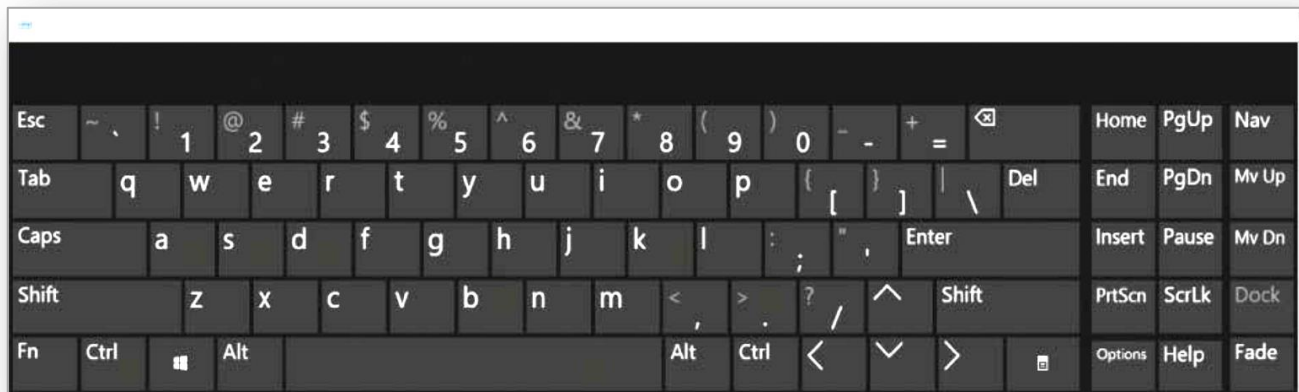 Esc ~ ` ! 1 @ 2 # 3 $ 4 % 5 ^ 6 & 7 * 8 ( 9 ) 0 _ - + = Home PgUp Nav
Tab q w e r t y u i o p { [ } ] | \ Del End PgDn Mv Up
Caps a s d f g h j k l : ; " ' Enter Insert Pause Mv Dn
Shift z x c v b n m < , > . ? / Shift PrtScn ScrLk Dock
Fn Ctrl Alt Alt Ctrl Options Help Fade